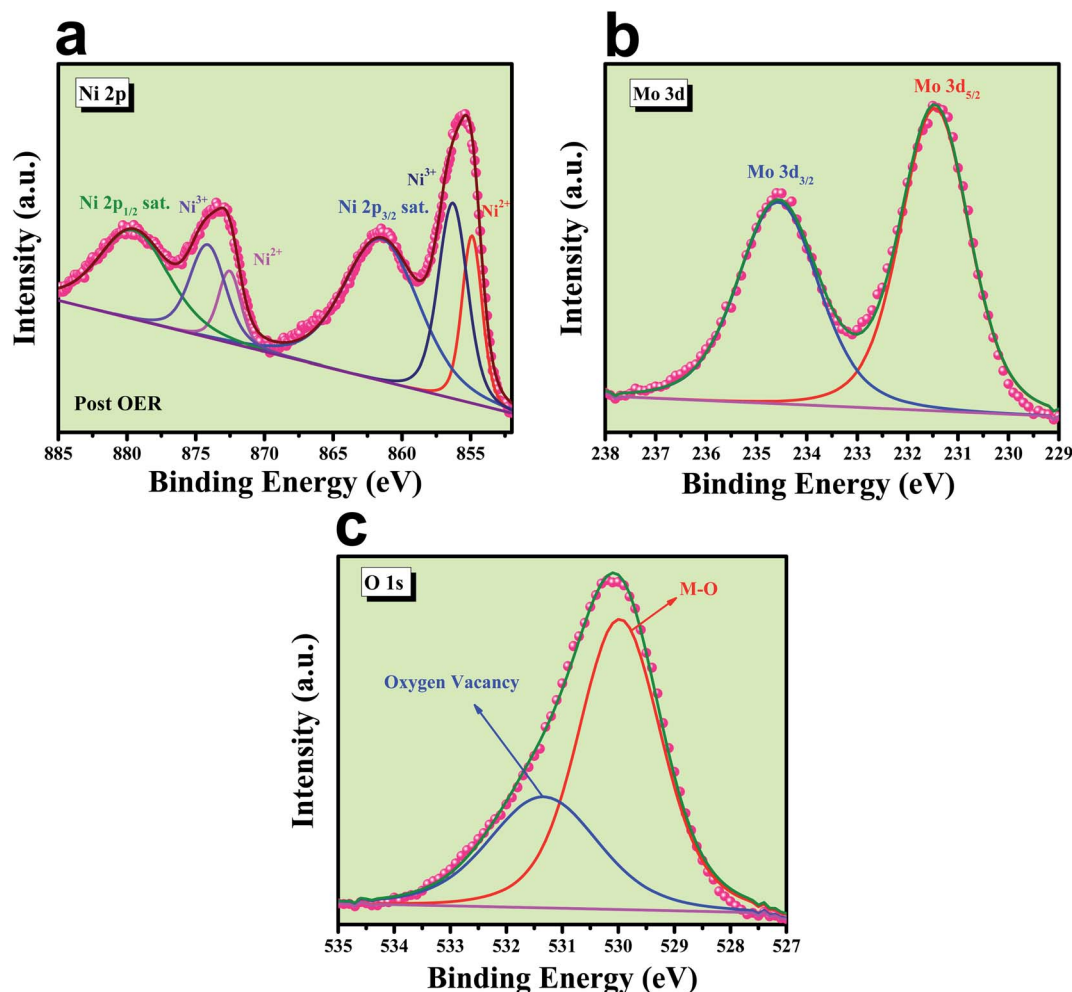 a
Ni 2p
Ni 2p1/2 sat.
Ni3+
Ni2+
Ni 2p3/2 sat.
Ni3+
Ni2+
Post OER
Intensity (a.u.)
885 880 875 870 865 860 855
Binding Energy (eV)
b
Mo 3d
Mo 3d5/2
Mo 3d3/2
Intensity (a.u.)
238 237 236 235 234 233 232 231 230 229
Binding Energy (eV)
c
O 1s
M-O
Oxygen Vacancy
Intensity (a.u.)
535 534 533 532 531 530 529 528 527
Binding Energy (eV)